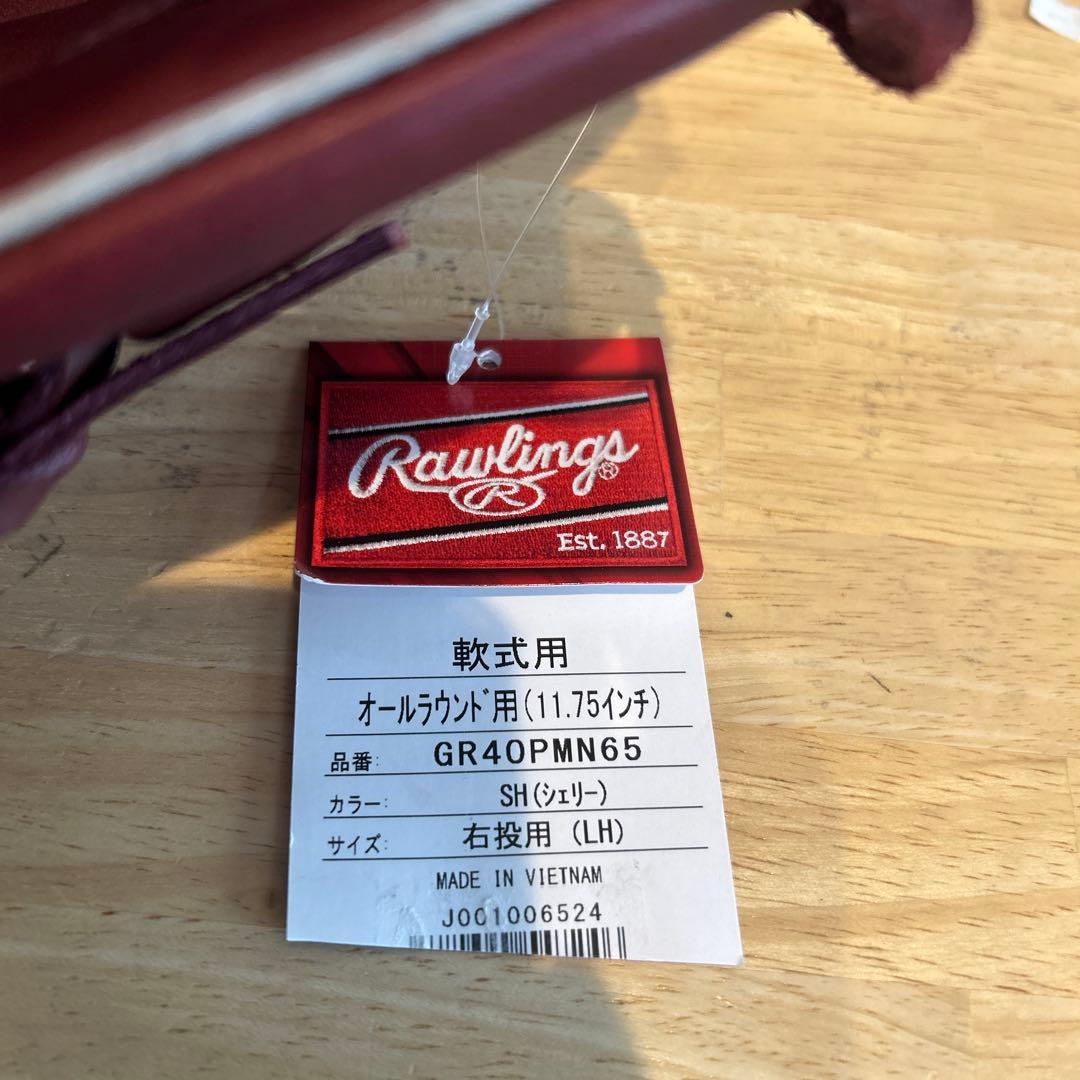 Rawlings®
R
Est. 1887
軟式用
オールラウンド用(11.75インチ)
品番: GR40PMN65
カラー: SH(シェリー)
サイズ: 右投用 (LH)
MADE IN VIETNAM
J001006524